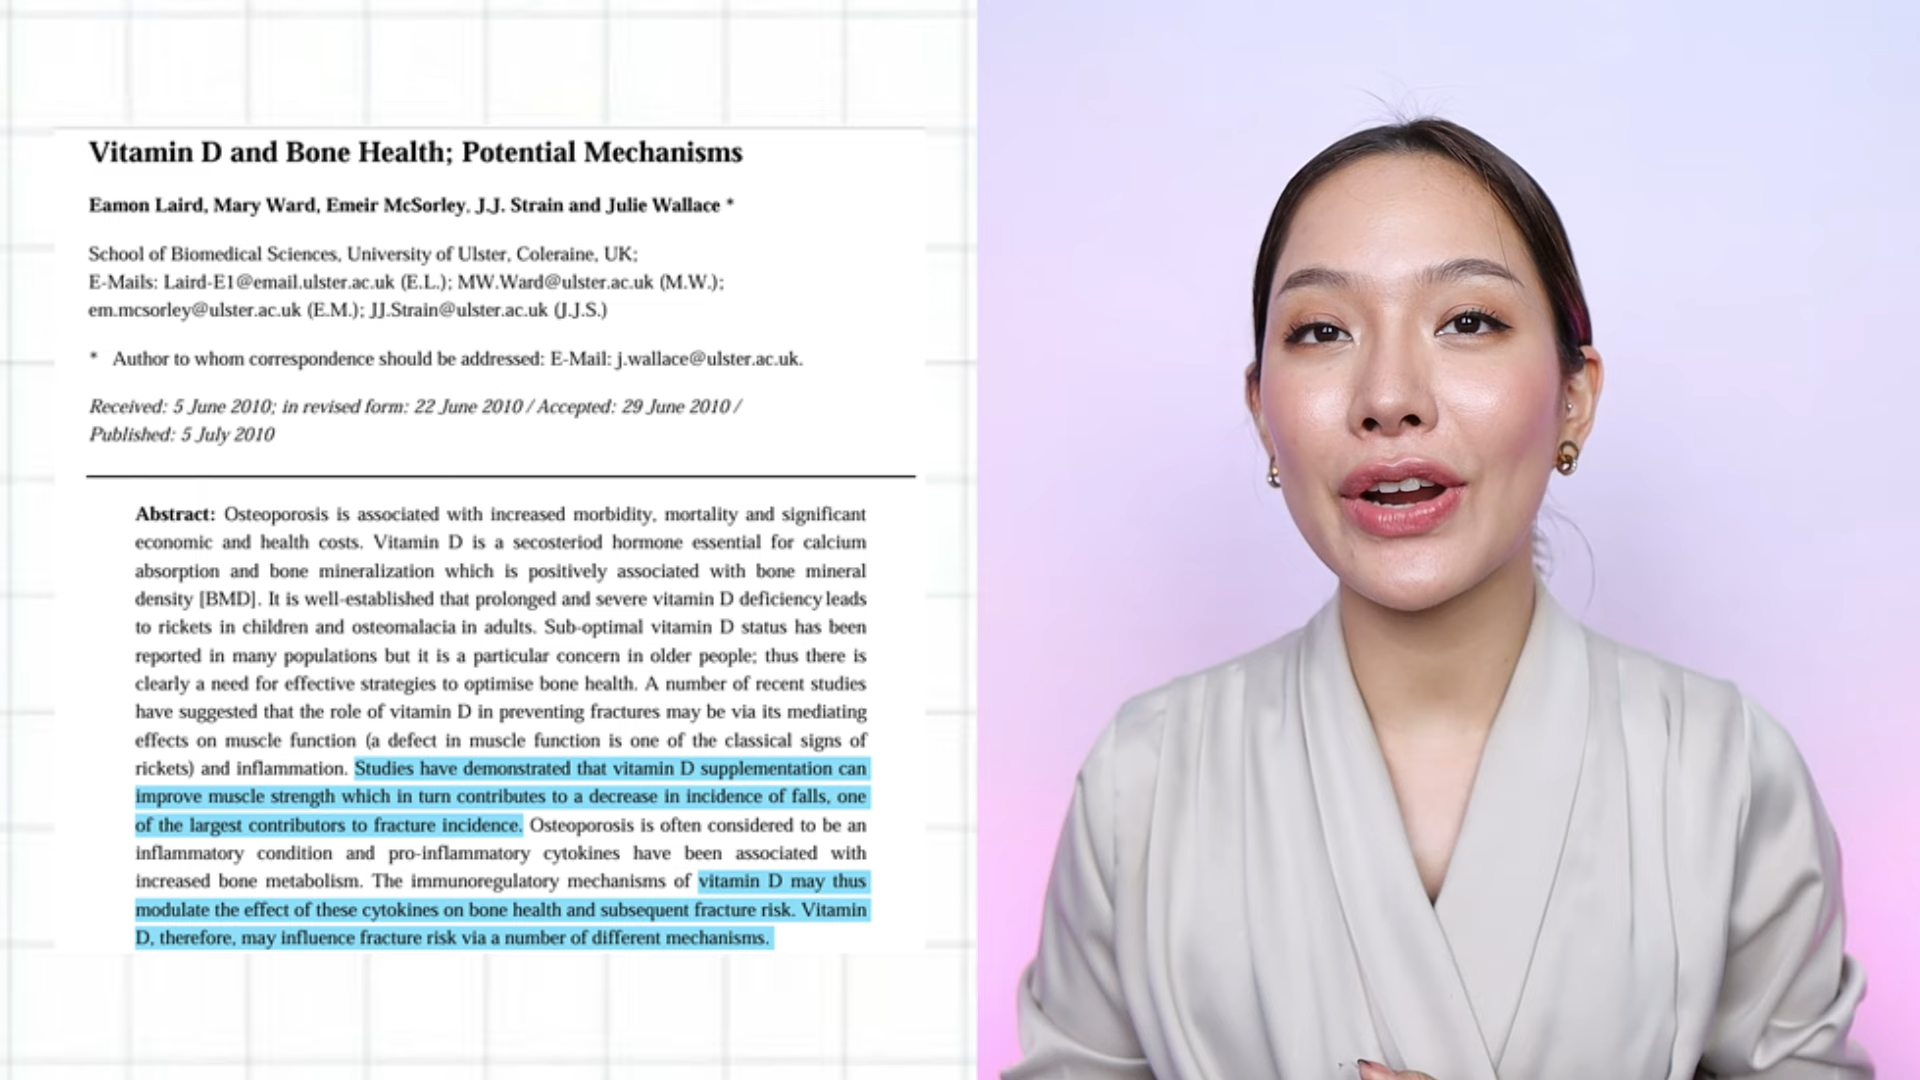 Vitamin D and Bone Health; Potential Mechanisms
Eamon Laird, Mary Ward, Emeir McSorley, J.J. Strain and Julie Wallace *
School of Biomedical Sciences, University of Ulster, Coleraine, UK;
E-Mails: Laird-E1@email.ulster.ac.uk (E.L.); MW.Ward@ulster.ac.uk (M.W.);
em.mcsorley@ulster.ac.uk (E.M.); JJ.Strain@ulster.ac.uk (J.J.S.)
* Author to whom correspondence should be addressed: E-Mail: j.wallace@ulster.ac.uk.
Received: 5 June 2010; in revised form: 22 June 2010 / Accepted: 29 June 2010 /
Published: 5 July 2010
Abstract: Osteoporosis is associated with increased morbidity, mortality and significant
economic and health costs. Vitamin D is a secosteriod hormone essential for calcium
absorption and bone mineralization which is positively associated with bone mineral
density [BMD]. It is well-established that prolonged and severe vitamin D deficiency leads
to rickets in children and osteomalacia in adults. Sub-optimal vitamin D status has been
reported in many populations but it is a particular concern in older people; thus there is
clearly a need for effective strategies to optimise bone health. A number of recent studies
have suggested that the role of vitamin D in preventing fractures may be via its mediating
effects on muscle function (a defect in muscle function is one of the classical signs of
rickets) and inflammation. Studies have demonstrated that vitamin D supplementation can
improve muscle strength which in turn contributes to a decrease in incidence of falls, one
of the largest contributors to fracture incidence. Osteoporosis is often considered to be an
inflammatory condition and pro-inflammatory cytokines have been associated with
increased bone metabolism. The immunoregulatory mechanisms of vitamin D may thus
modulate the effect of these cytokines on bone health and subsequent fracture risk. Vitamin
D, therefore, may influence fracture risk via a number of different mechanisms.